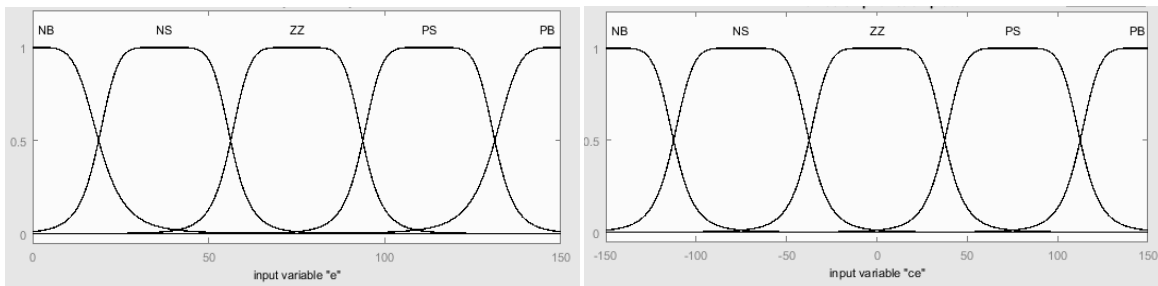 NB NS ZZ PS PB
1
0.5
0
0 50 100 150
input variable "e"
NB NS ZZ PS PB
1
0.5
0
-150 -100 -50 0 50 100 150
input variable "ce"